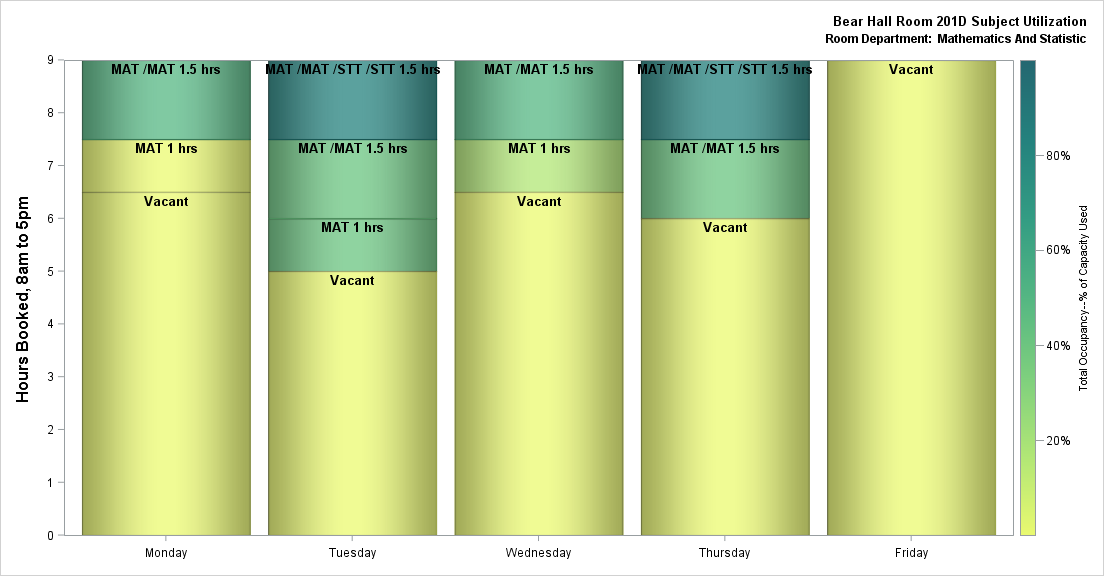 Bear Hall Room 201D Subject Utilization
Room Department: Mathematics And Statistic
Hours Booked, 8am to 5pm
9
8
7
6
5
4
3
2
1
0
MAT /MAT 1.5 hrs
MAT 1 hrs
Vacant
MAT /MAT /STT /STT 1.5 hrs
MAT /MAT 1.5 hrs
MAT 1 hrs
Vacant
MAT /MAT 1.5 hrs
MAT 1 hrs
Vacant
MAT /MAT /STT /STT 1.5 hrs
MAT /MAT 1.5 hrs
Vacant
Vacant
Monday Tuesday Wednesday Thursday Friday
80%
60%
40%
20%
Total Occupancy--% of Capacity Used